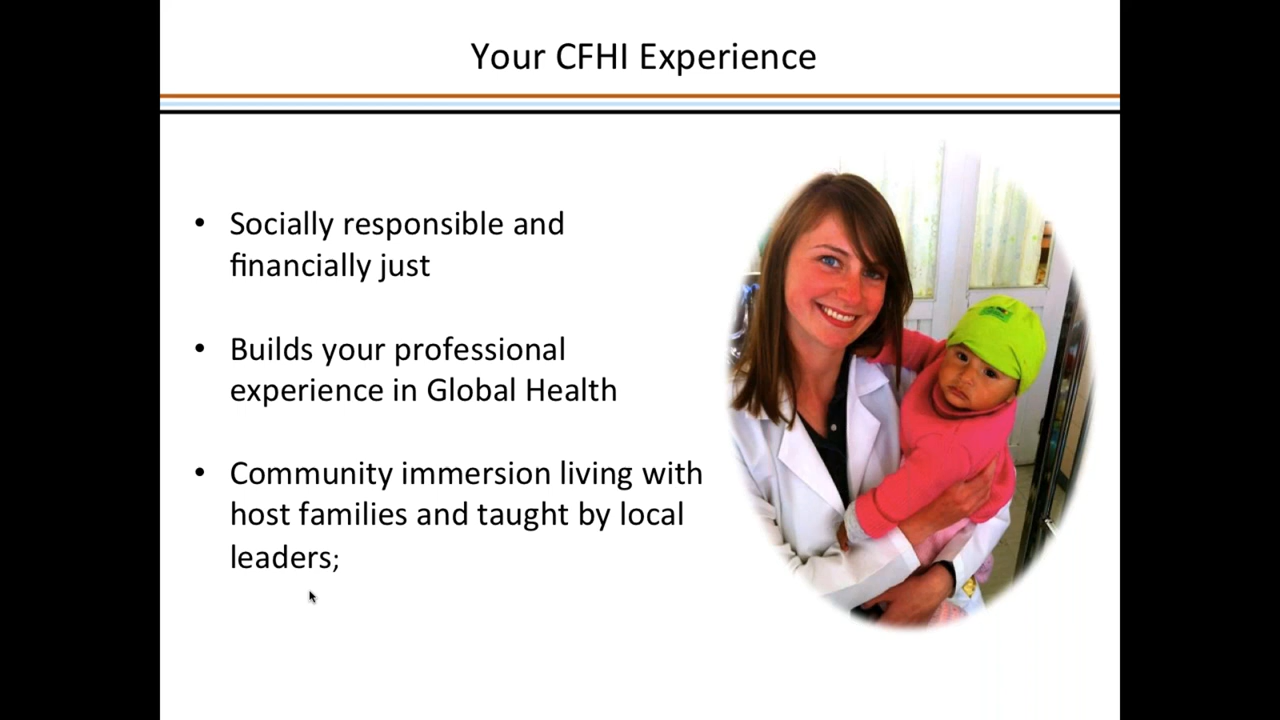 Your CFHI Experience
• Socially responsible and
financially just
• Builds your professional
experience in Global Health
• Community immersion living with
host families and taught by local
leaders;